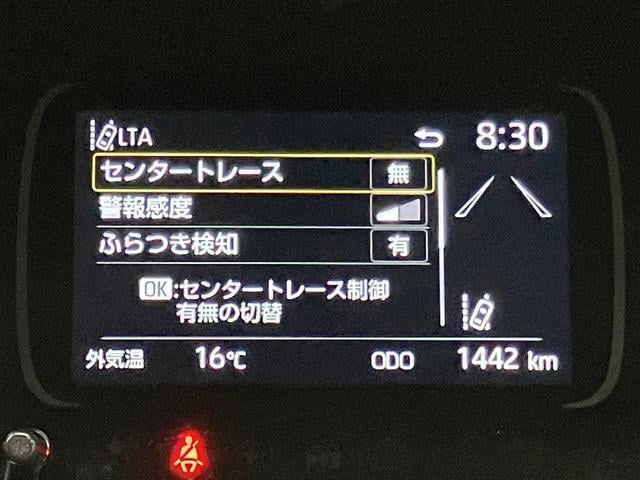 LTA
8:30
センタートレース 無
警報感度
ふらつき検知 有
OK:センタートレース制御
有無の切替
外気温 16℃ ODO 1442 km